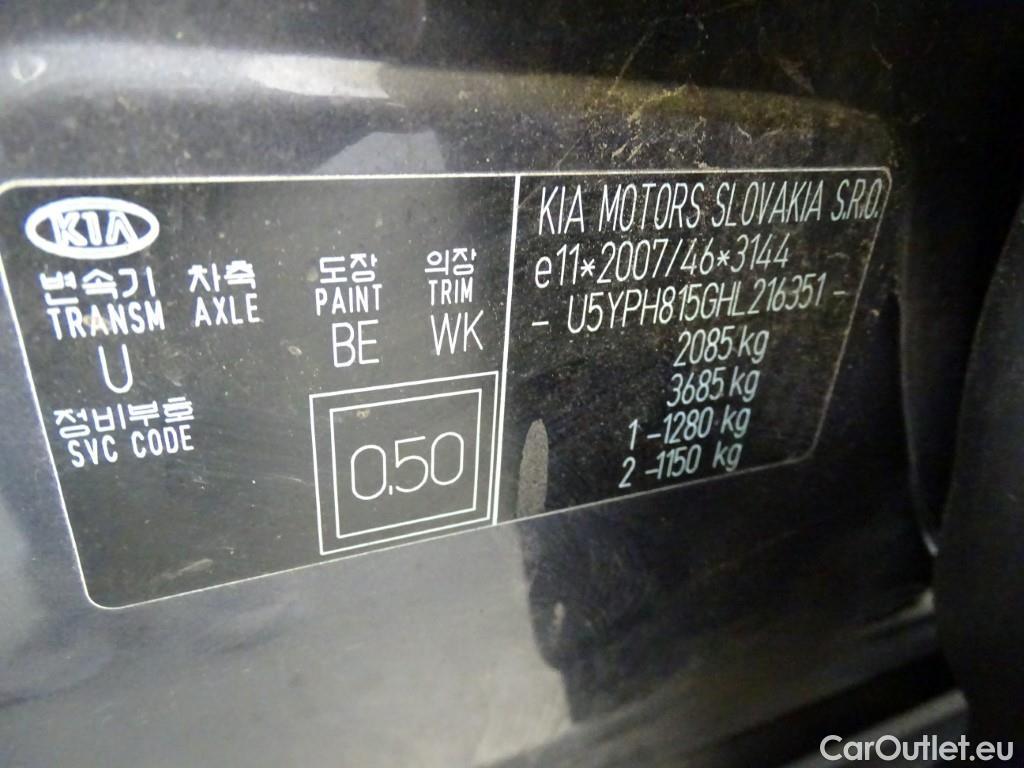 KIA
변속기 차축 도장 의장
TRANSM AXLE PAINT TRIM
U BE WK
정비부호
SVC CODE
0.50
KIA MOTORS SLOVAKIA S.R.O.
e11*2007/46*3144
- U5YPH815GHL216351 -
2085 kg
3685 kg
1 -1280 kg
2 -1150 kg
CarOutlet.eu